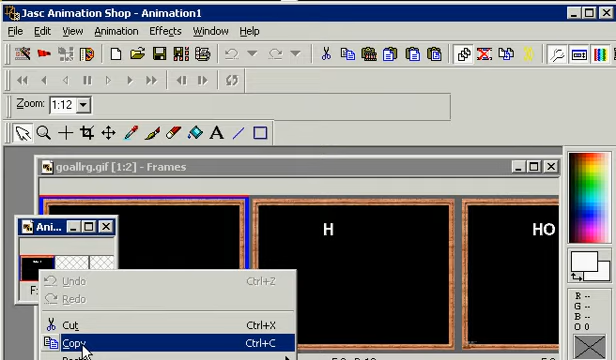 Jasc Animation Shop - Animation1
File Edit View Animation Effects Window Help
Zoom: 1:12
goallrg.gif [1:2] - Frames
H
HO
Ani...
F:
Undo Ctrl+Z
Redo
Cut Ctrl+X
Copy Ctrl+C
R --
G --
B --
O 0